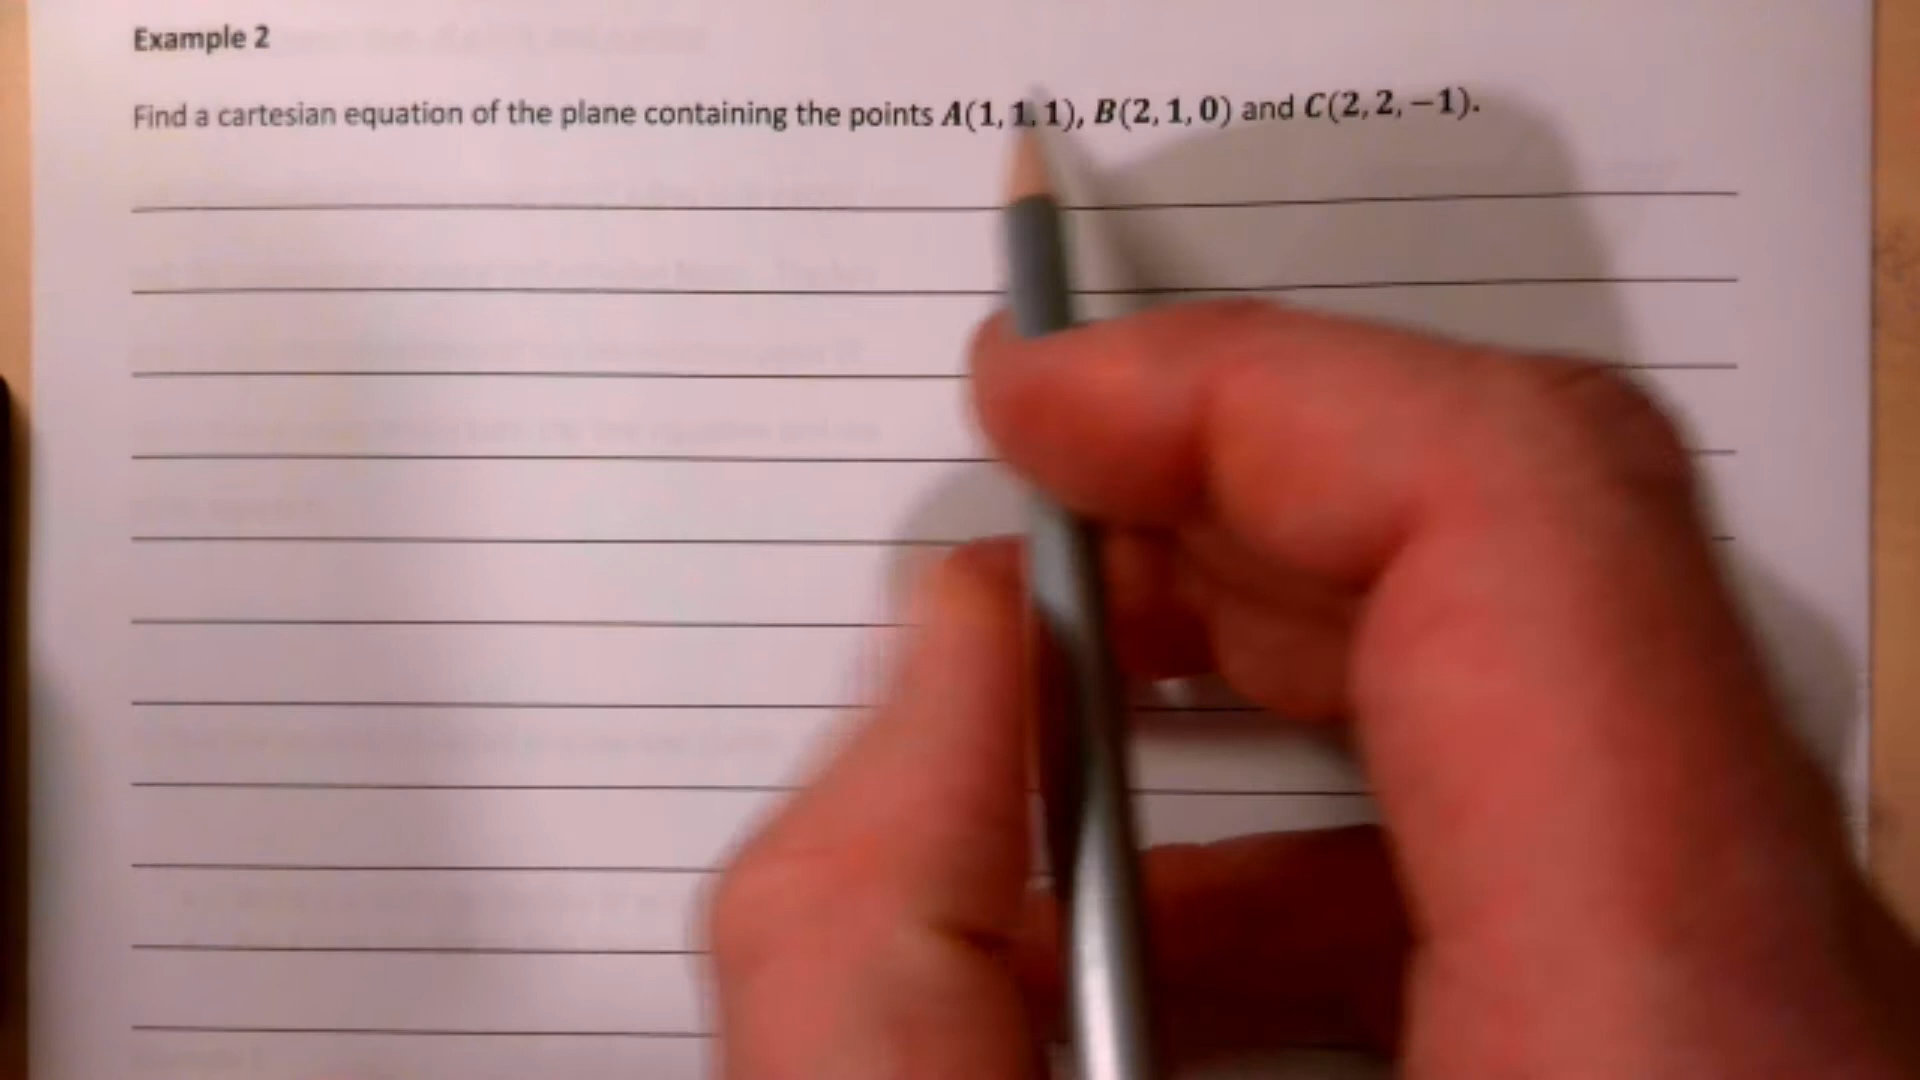 Example 2
Find a cartesian equation of the plane containing the points A(1, 1, 1), B(2, 1, 0) and C(2, 2, −1).